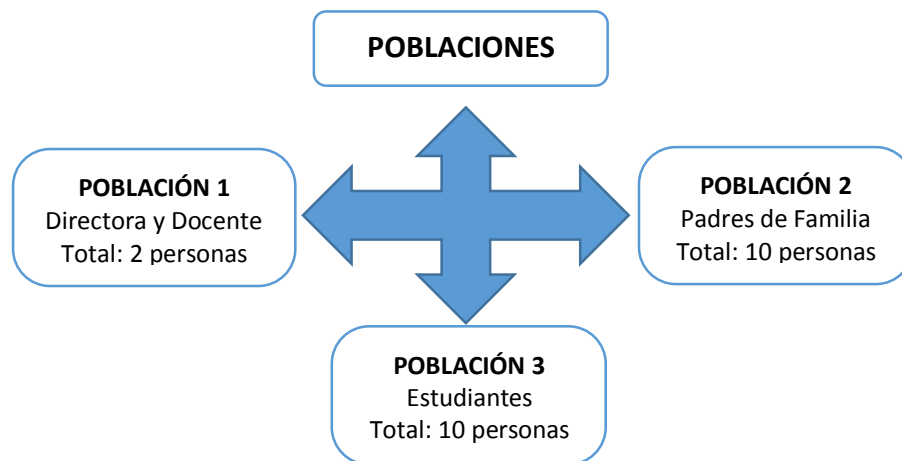 POBLACIONES
POBLACIÓN 1
Directora y Docente
Total: 2 personas
POBLACIÓN 2
Padres de Familia
Total: 10 personas
POBLACIÓN 3
Estudiantes
Total: 10 personas